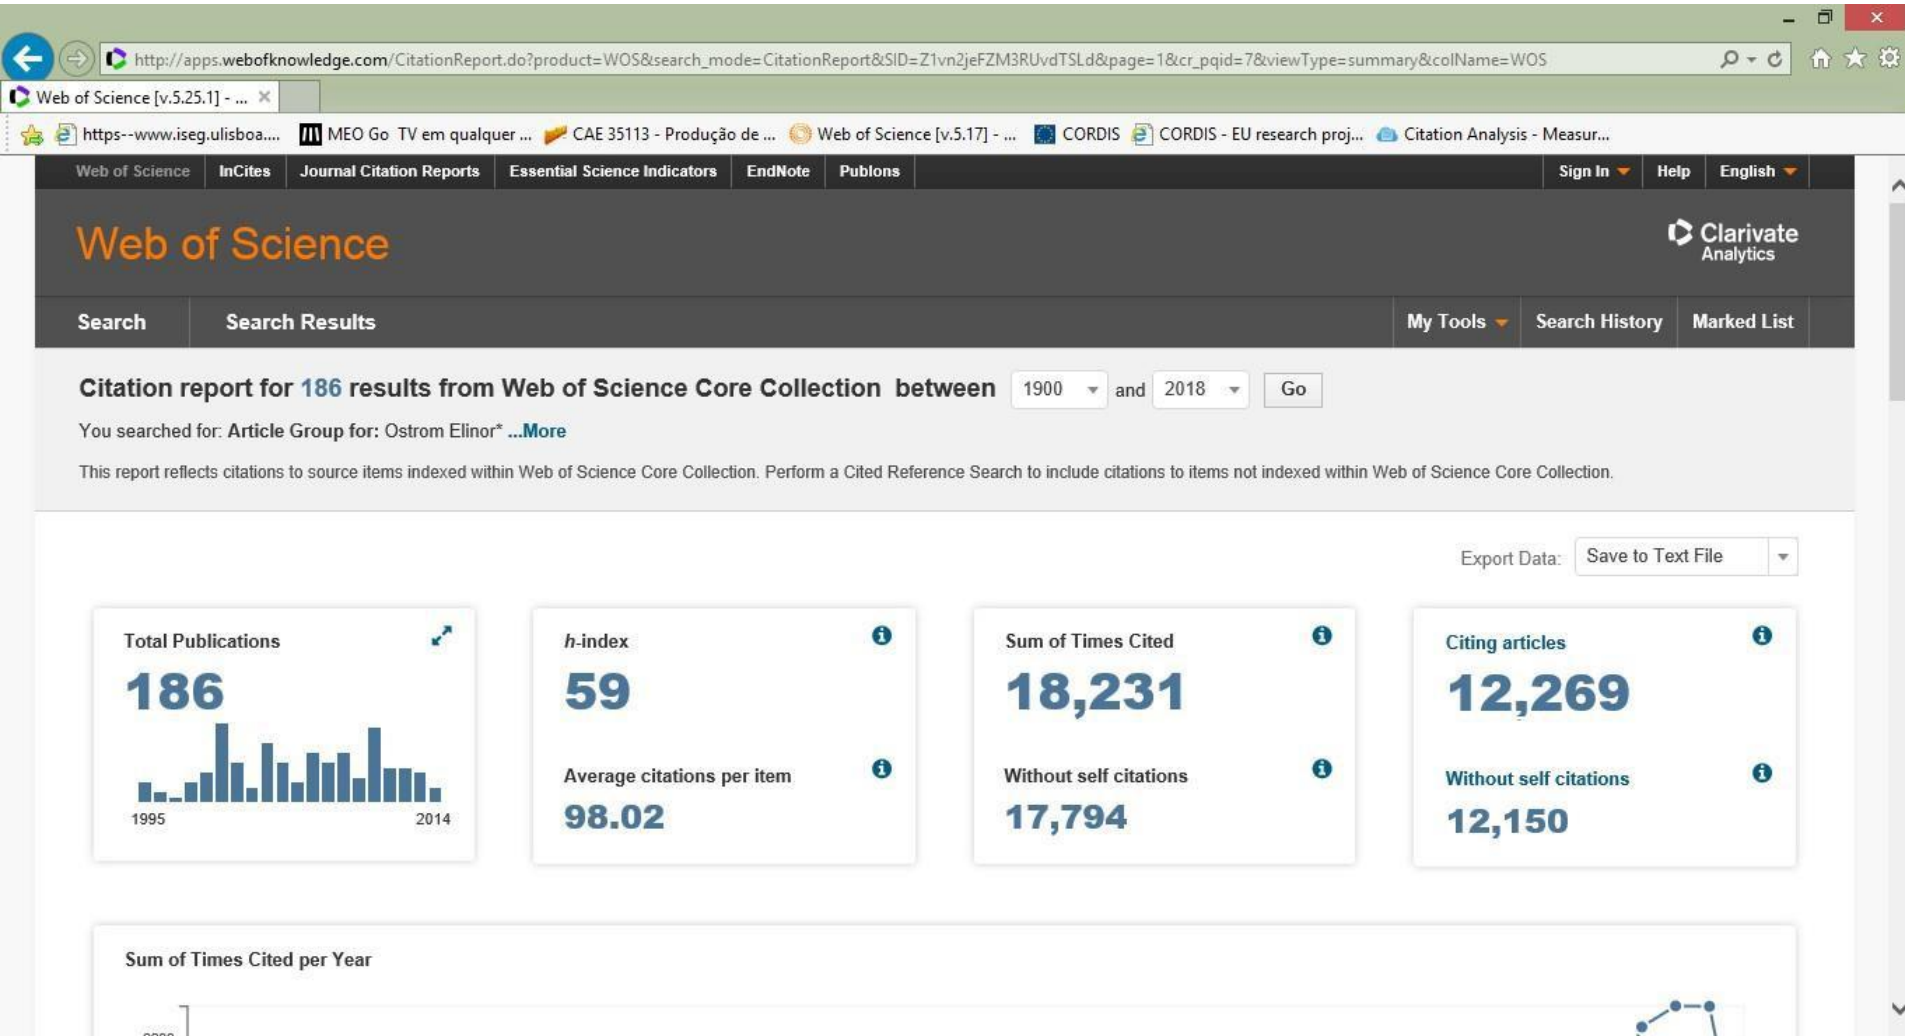 http://apps.webofknowledge.com/CitationReport.do?product=WOS&search_mode=CitationReport&SID=Z1vn2jeFZM3RUvdTSLd&page=1&cr_pqid=7&viewType=summary&colName=WOS
Web of Science [v.5.25.1] - ...
https--www.iseg.ulisboa.... MEO Go TV em qualquer ... CAE 35113 - Produção de ... Web of Science [v.5.17] - ... CORDIS CORDIS - EU research proj... Citation Analysis - Measur...
Web of Science InCites Journal Citation Reports Essential Science Indicators EndNote Publons Sign In Help English
Web of Science
Clarivate
Analytics
Search Search Results My Tools Search History Marked List
Citation report for 186 results from Web of Science Core Collection between 1900 and 2018 Go
You searched for: Article Group for: Ostrom Elinor* ...More
This report reflects citations to source items indexed within Web of Science Core Collection. Perform a Cited Reference Search to include citations to items not indexed within Web of Science Core Collection.
Export Data: Save to Text File
Total Publications
186
1995 2014
h-index
59
Average citations per item
98.02
Sum of Times Cited
18,231
Without self citations
17,794
Citing articles
12,269
Without self citations
12,150
Sum of Times Cited per Year